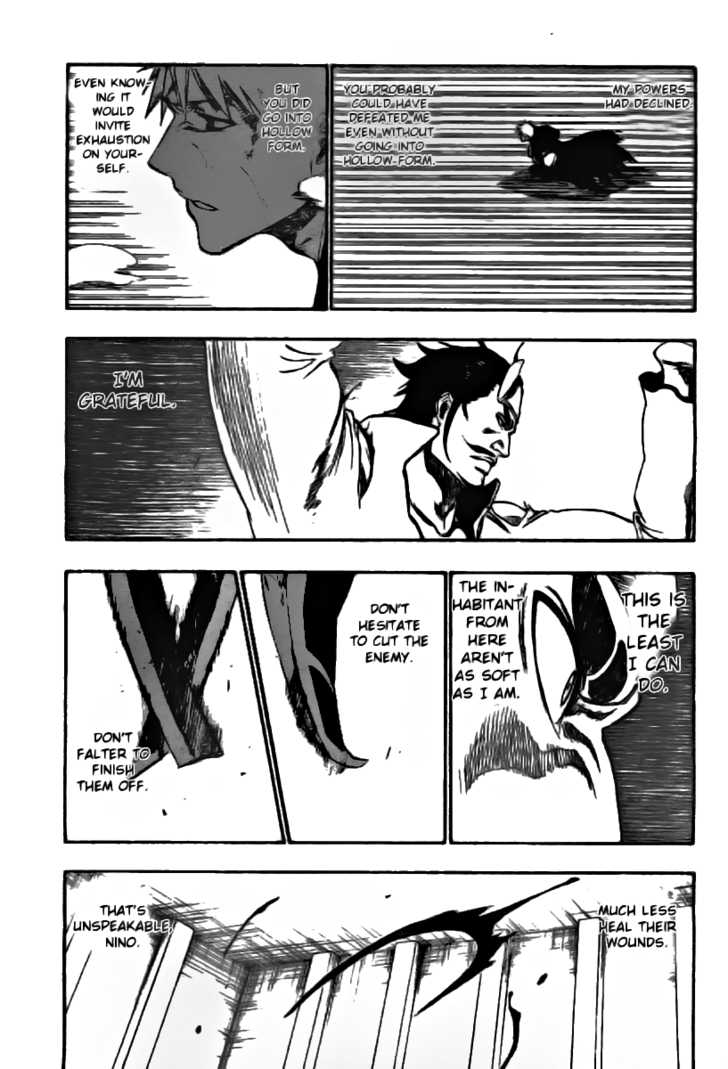 MY POWERS
HAD DECLINED.
YOU PROBABLY
COULD HAVE
DEFEATED ME
EVEN WITHOUT
GOING INTO
HOLLOW FORM.
BUT
YOU DID
GO INTO
HOLLOW
FORM.
EVEN KNOW-
ING IT
WOULD
INVITE
EXHAUSTION
ON YOUR-
SELF.
I'M
GRATEFUL.
THIS IS
THE
LEAST
I CAN
DO.
THE IN-
HABITANT
FROM
HERE
AREN'T
AS SOFT
AS I AM.
DON'T
HESITATE
TO CUT THE
ENEMY.
DON'T
FALTER TO
FINISH
THEM OFF.
MUCH LESS
HEAL THEIR
WOUNDS.
THAT'S
UNSPEAKABLE,
NINO.